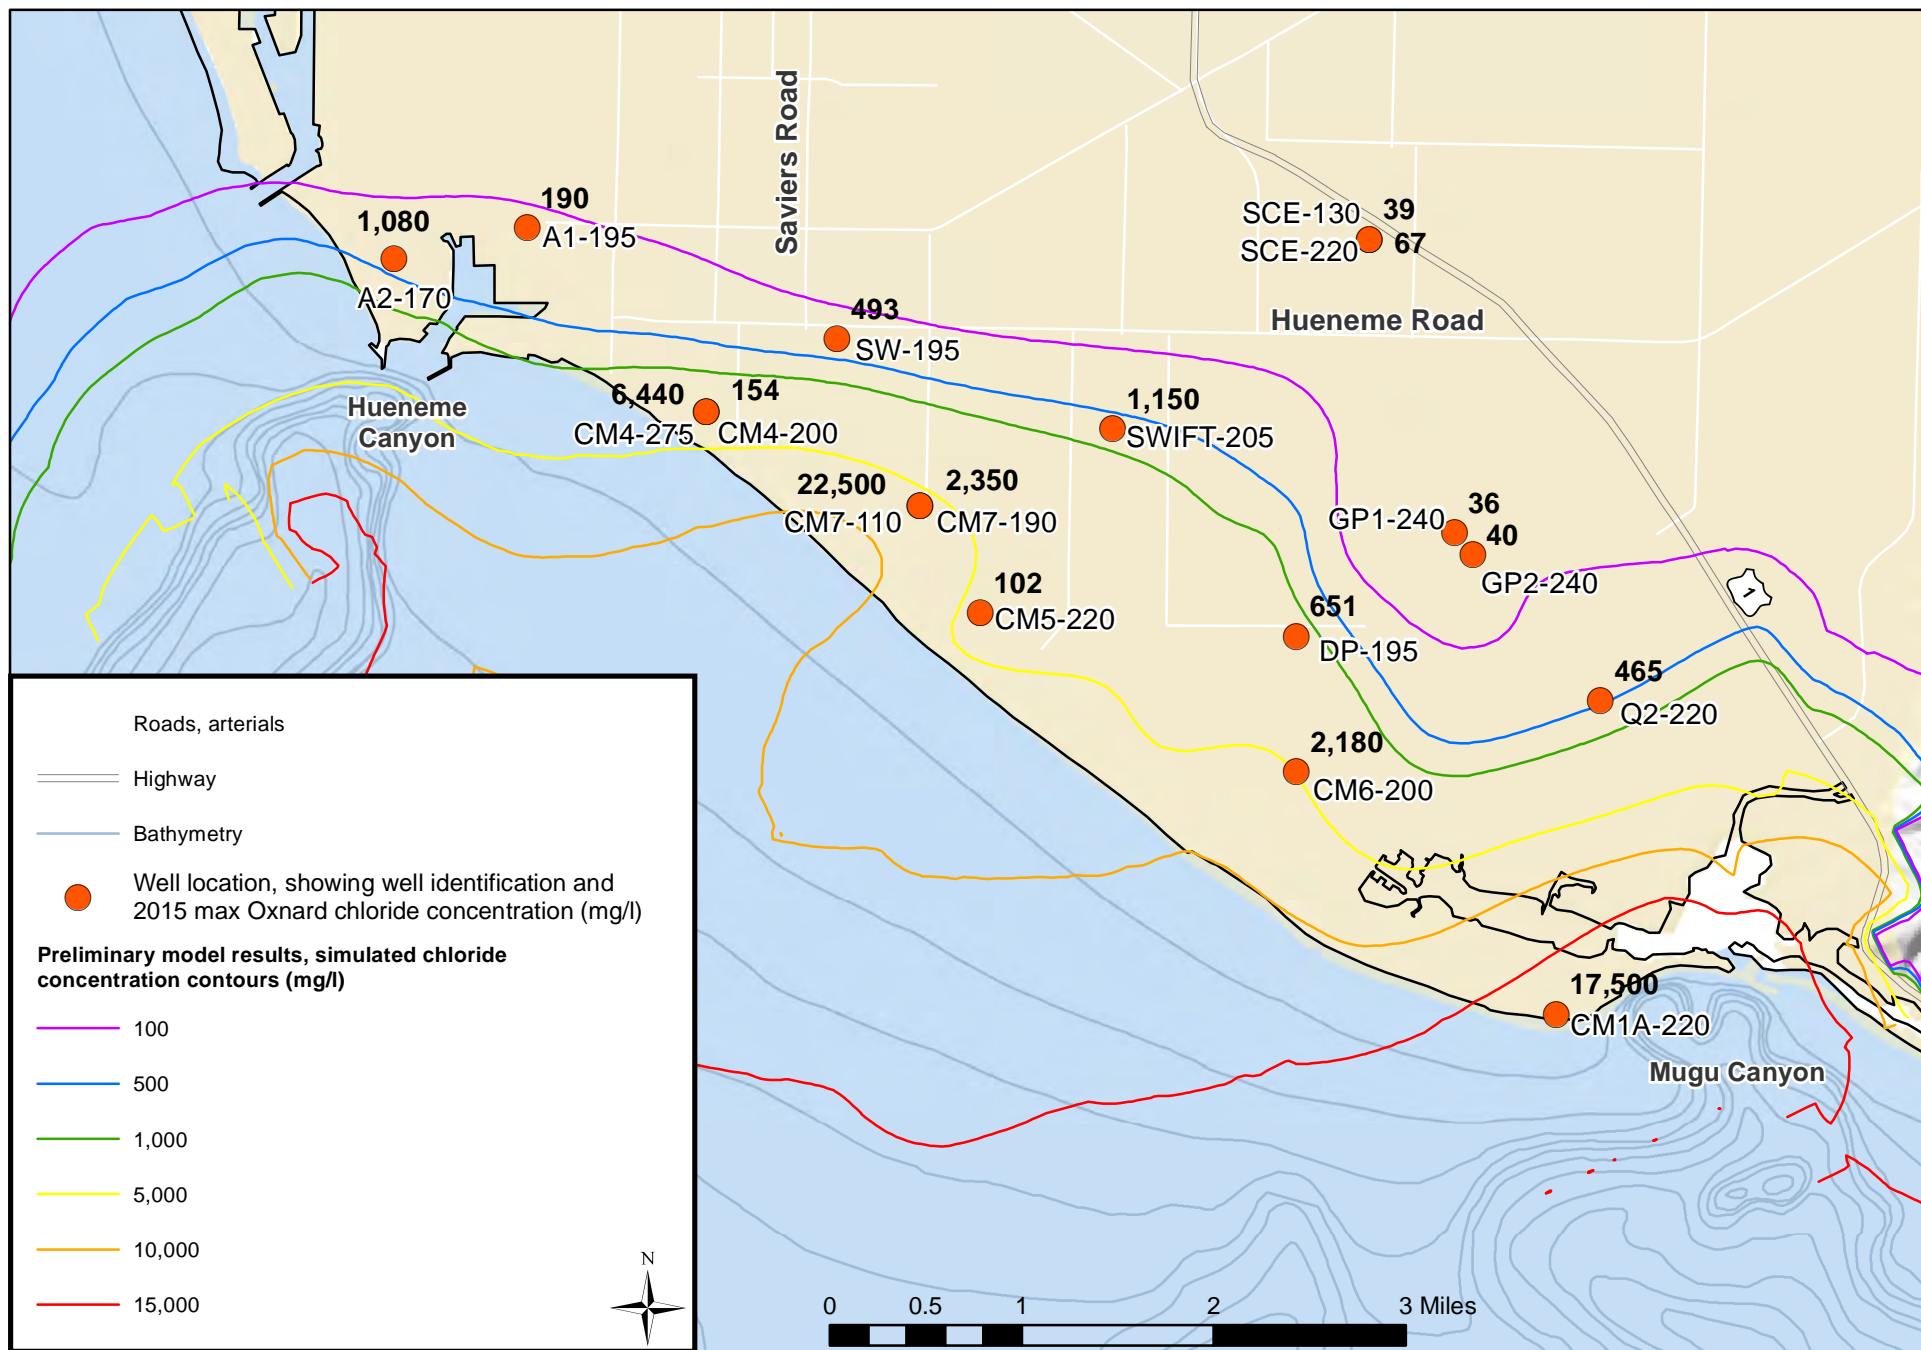 Saviers Road
190
A1-195
1,080
A2-170
SCE-130 39
SCE-220 67
Hueneme Road
493
SW-195
6,440 154
CM4-275 CM4-200
Hueneme
Canyon
1,150
SWIFT-205
22,500 2,350
CM7-110 CM7-190
36
GP1-240
40
GP2-240
1
102
CM5-220
651
DP-195
465
Q2-220
2,180
CM6-200
17,500
CM1A-220
Mugu Canyon
Roads, arterials
Highway
Bathymetry
Well location, showing well identification and
2015 max Oxnard chloride concentration (mg/l)
Preliminary model results, simulated chloride
concentration contours (mg/l)
100
500
1,000
5,000
10,000
15,000
N
0 0.5 1 2 3 Miles